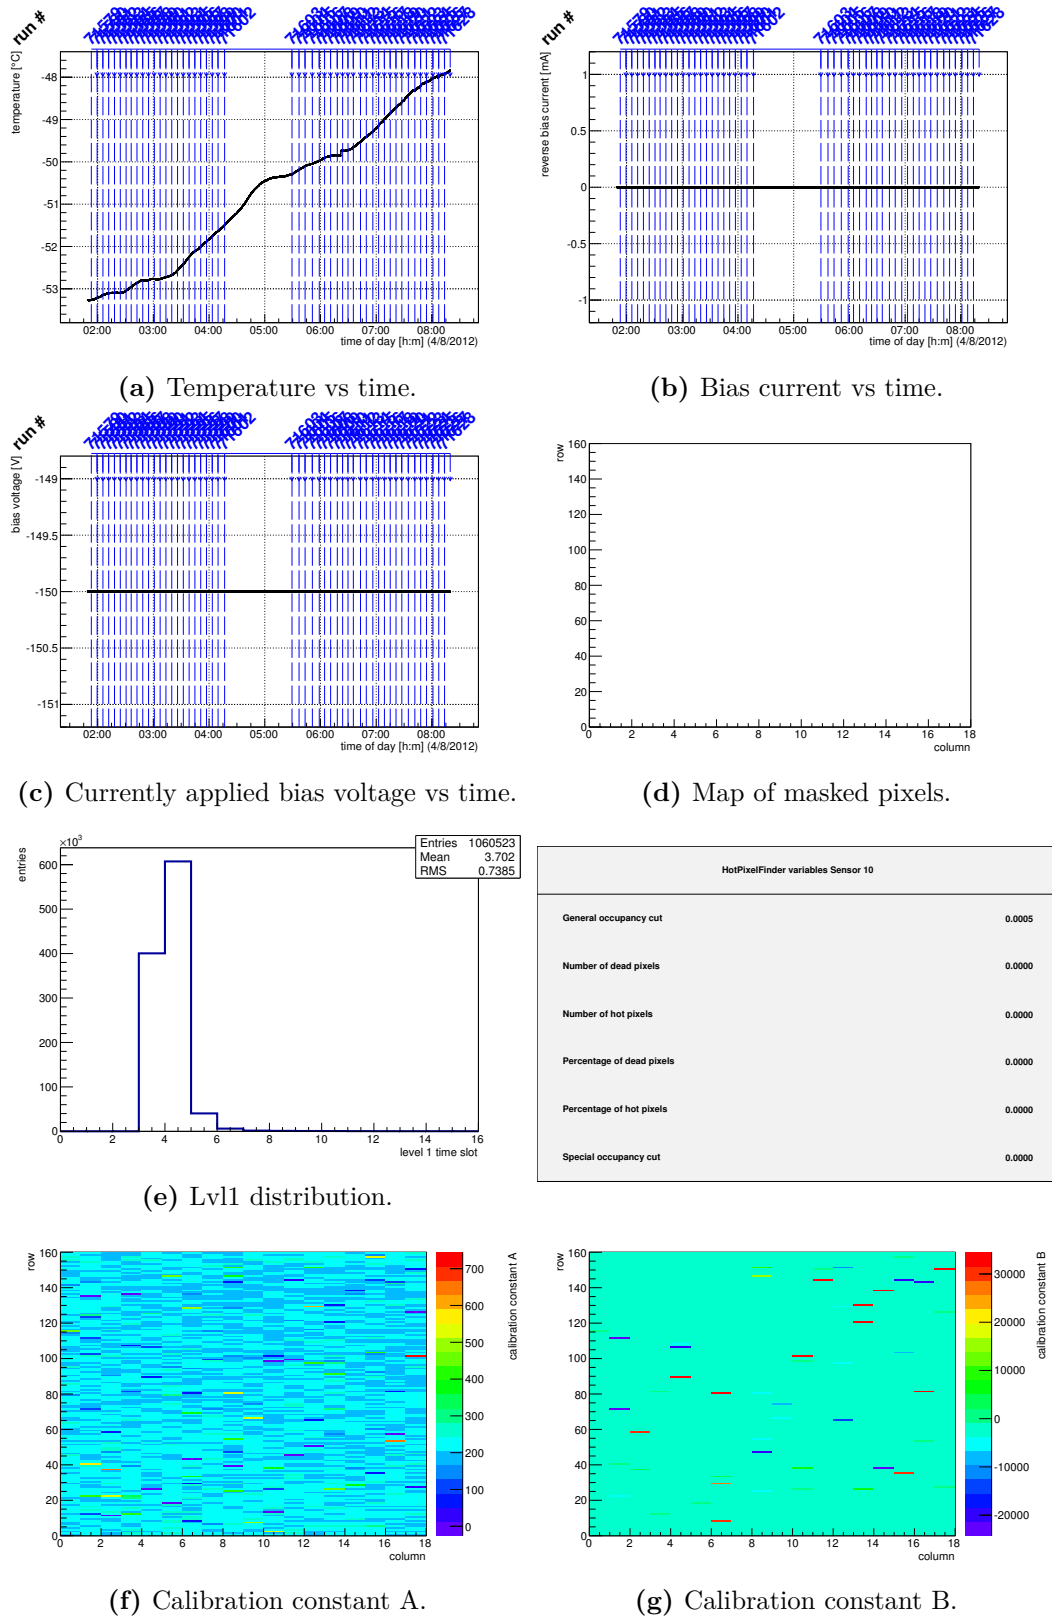 run #
temperature [°C]
-48
-49
-50
-51
-52
-53
02:00 03:00 04:00 05:00 06:00 07:00 08:00
time of day [h:m] (4/8/2012)
(a) Temperature vs time.
run #
reverse bias current [mA]
1
0.5
0
-0.5
-1
02:00 03:00 04:00 05:00 06:00 07:00 08:00
time of day [h:m] (4/8/2012)
(b) Bias current vs time.
run #
bias voltage [V]
-149
-149.5
-150
-150.5
-151
02:00 03:00 04:00 05:00 06:00 07:00 08:00
time of day [h:m] (4/8/2012)
(c) Currently applied bias voltage vs time.
row
160
140
120
100
80
60
40
20
0
0 2 4 6 8 10 12 14 16 18
column
(d) Map of masked pixels.
×10³
entries
600
500
400
300
200
100
0
0 2 4 6 8 10 12 14 16
level 1 time slot
Entries 1060523
Mean 3.702
RMS 0.7385
(e) Lvl1 distribution.
HotPixelFinder variables Sensor 10
General occupancy cut 0.0005
Number of dead pixels 0.0000
Number of hot pixels 0.0000
Percentage of dead pixels 0.0000
Percentage of hot pixels 0.0000
Special occupancy cut 0.0000
row
160
140
120
100
80
60
40
20
0
0 2 4 6 8 10 12 14 16 18
column
700
600
500
400
300
200
100
0
calibration constant A
(f) Calibration constant A.
row
160
140
120
100
80
60
40
20
0
0 2 4 6 8 10 12 14 16 18
column
30000
20000
10000
0
-10000
-20000
calibration constant B
(g) Calibration constant B.